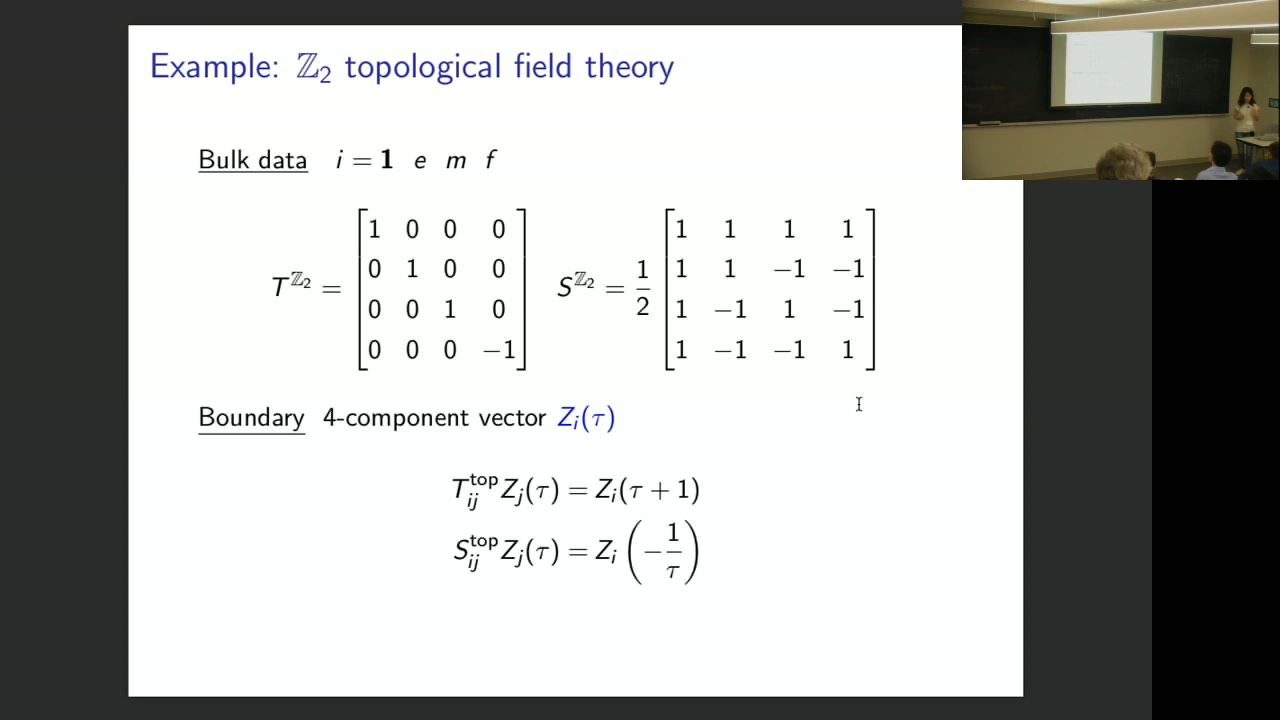 Example: ℤ₂ topological field theory
Bulk data i = 1 e m f
T^{ℤ₂} = [1 0 0 0; 0 1 0 0; 0 0 1 0; 0 0 0 −1] S^{ℤ₂} = 1/2 [1 1 1 1; 1 1 −1 −1; 1 −1 1 −1; 1 −1 −1 1]
Boundary 4-component vector Z_i(τ)
T_{ij}^{top} Z_j(τ) = Z_i(τ + 1)
S_{ij}^{top} Z_j(τ) = Z_i(−1/τ)